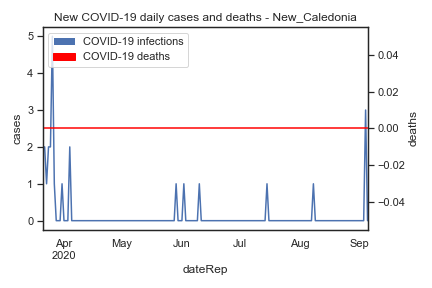 New COVID-19 daily cases and deaths - New_Caledonia
COVID-19 infections
COVID-19 deaths
5
4
3
2
1
0
cases
0.04
0.02
0.00
−0.02
−0.04
deaths
Apr
2020
May
Jun
Jul
Aug
Sep
dateRep